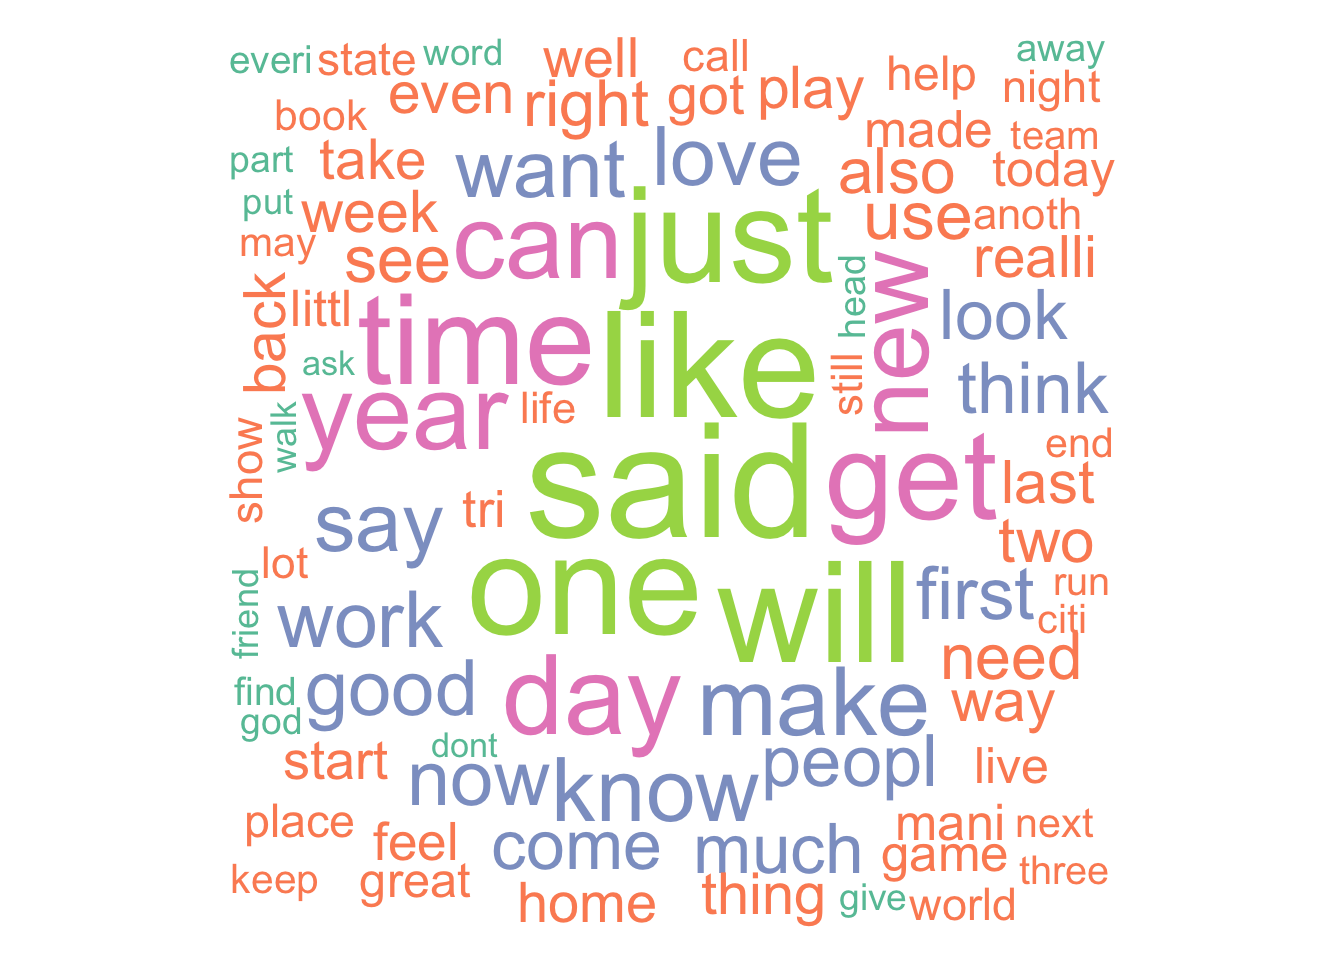 everi state word well call away
even right got play help night
book made team
part take want love also today
put week can just use anoth
may see realli
back littl time like head new look
ask still think
show walk year life end
said get last
say tri two
lot one will first run
friend work citi
need
find good day make way
god
start dont now know peopl live
place feel come much mani next
game
keep great home thing give world three